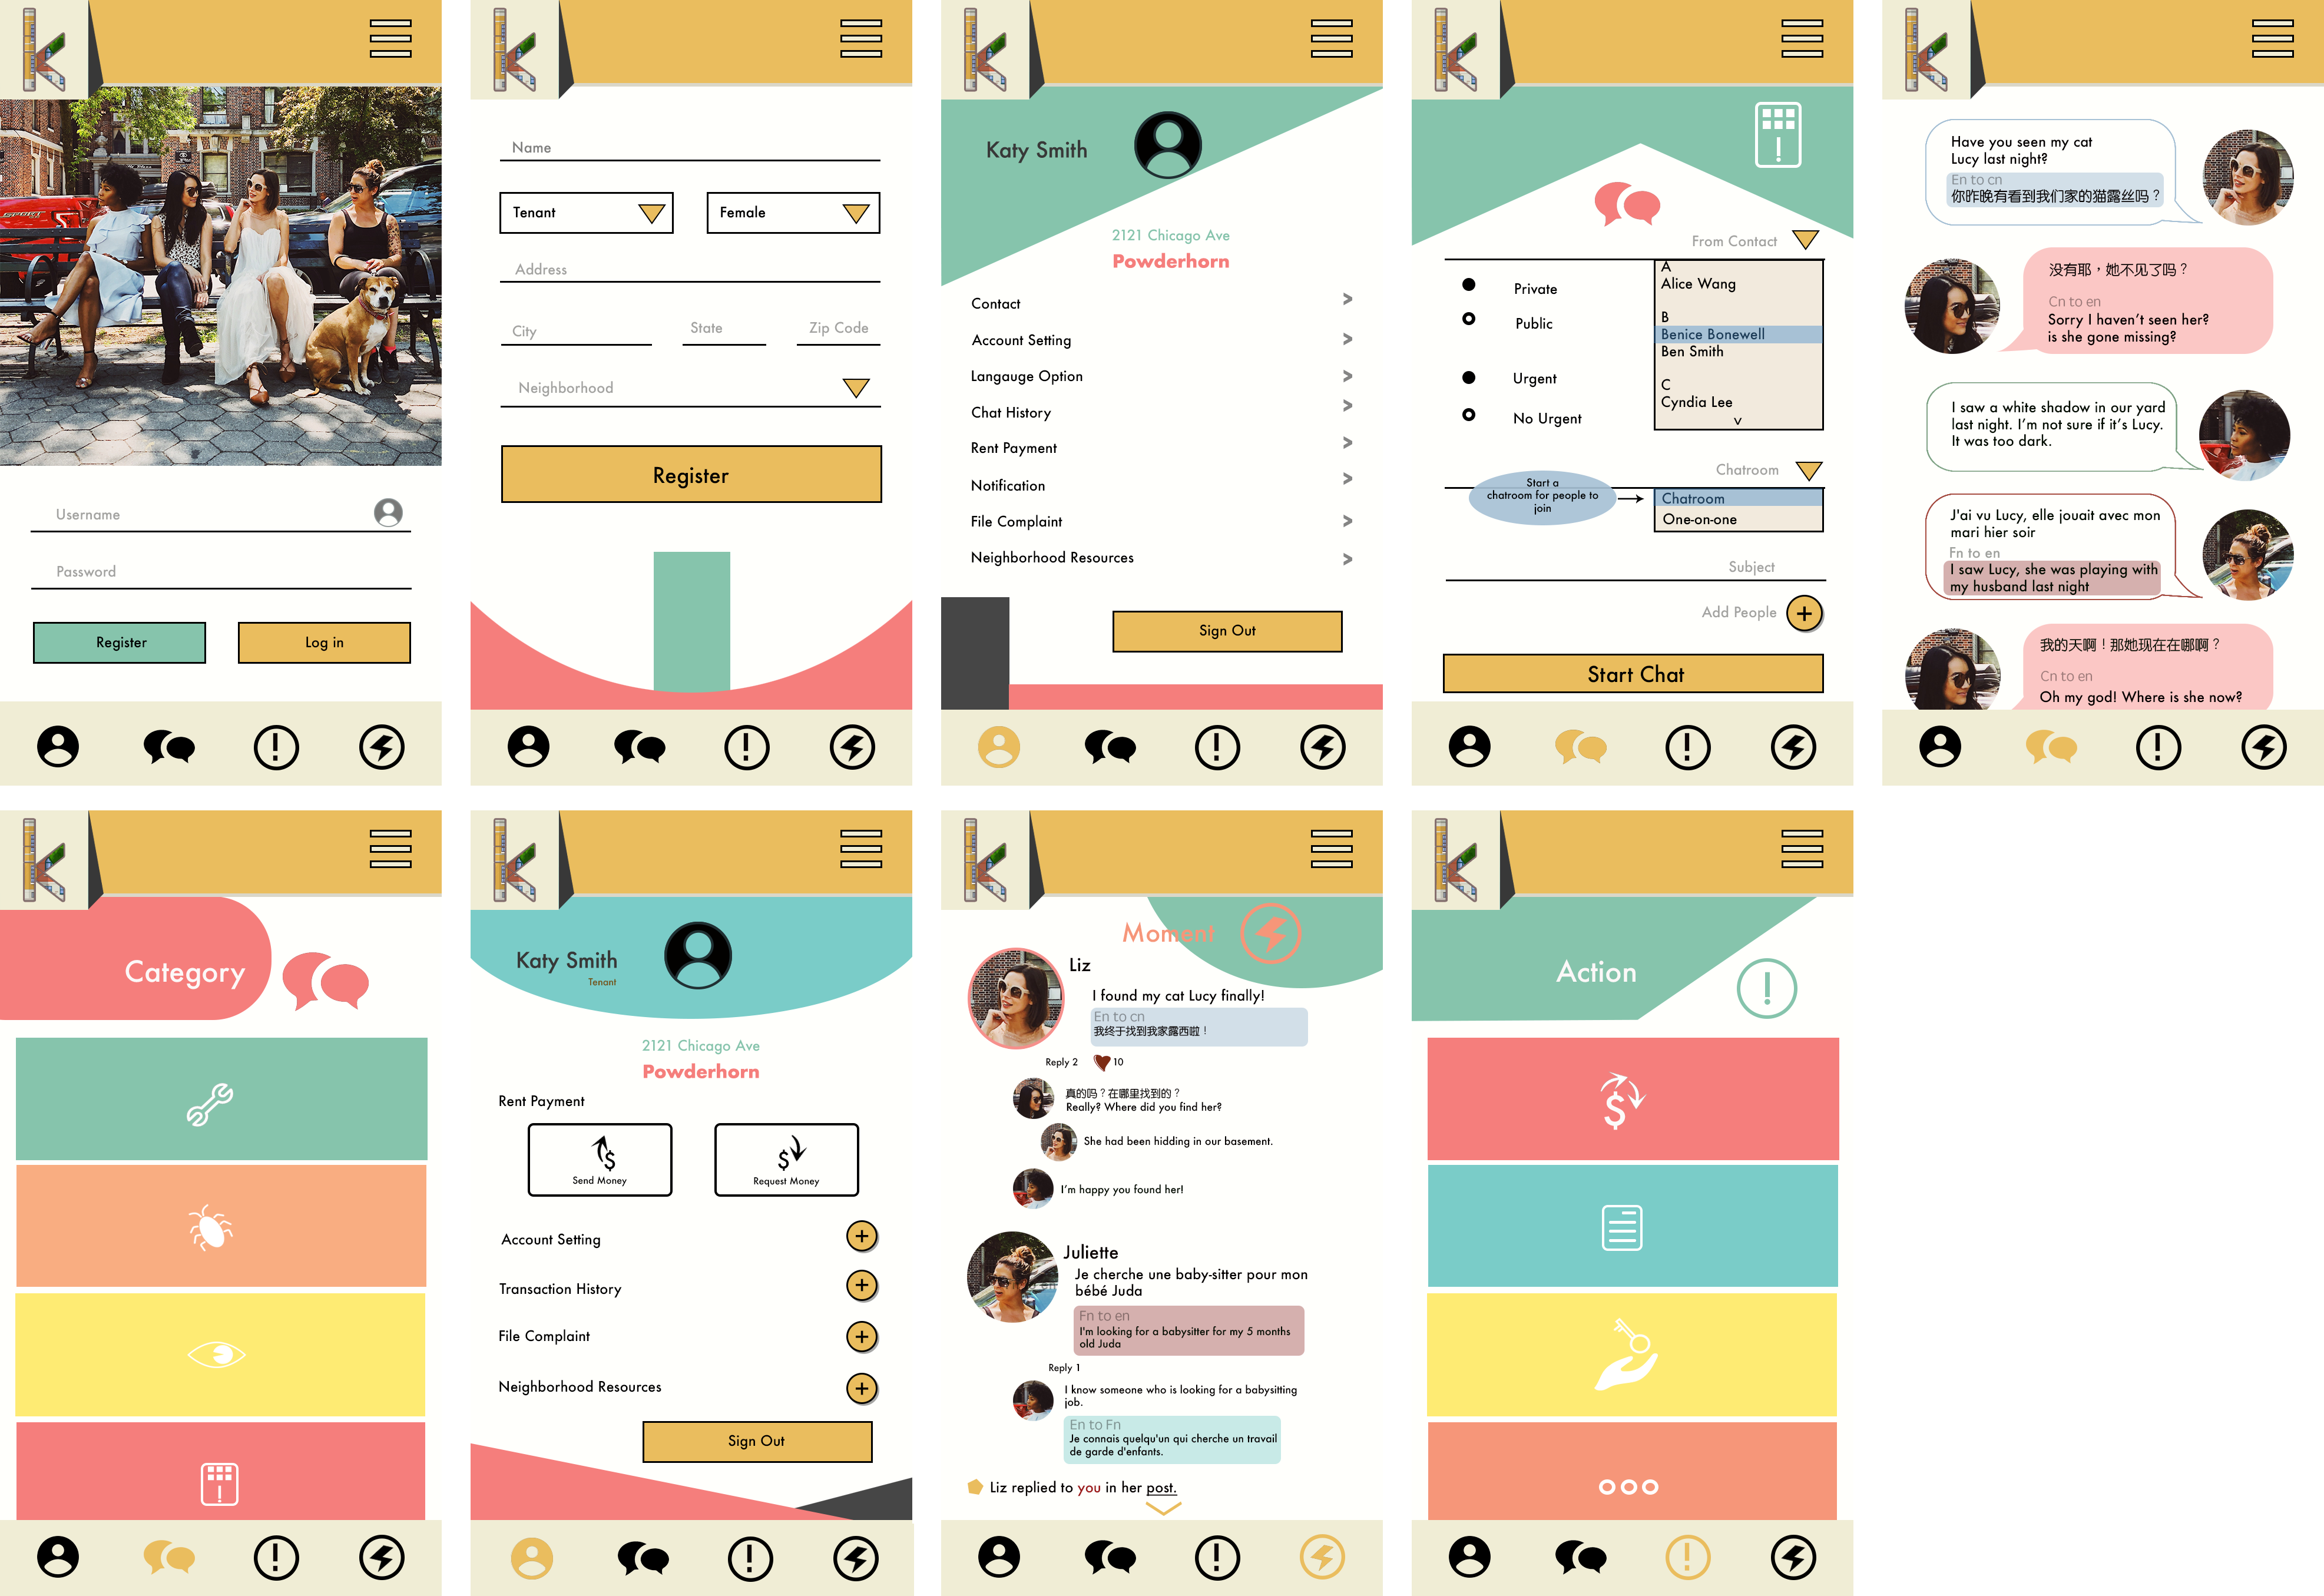 Username
Password
Register
Log in
Name
Tenant
Female
Address
City
State
Zip Code
Neighborhood
Register
Katy Smith
2121 Chicago Ave
Powderhorn
Contact
>
Account Setting
>
Langauge Option
>
Chat History
>
Rent Payment
>
Notification
>
File Complaint
>
Neighborhood Resources
>
Sign Out
From Contact
Private
Public
Urgent
No Urgent
A
Alice Wang
B
Benice Bonewell
Ben Smith
C
Cyndia Lee
v
Chatroom
Start a
chatroom for people to
join
Chatroom
One-on-one
Subject
Add People
+
Start Chat
Have you seen my cat
Lucy last night?
En to cn
你昨晚有看到我们家的猫露丝吗？
没有耶，她不见了吗？
Cn to en
Sorry I haven't seen her?
is she gone missing?
I saw a white shadow in our yard
last night. I'm not sure if it's Lucy.
It was too dark.
J'ai vu Lucy, elle jouait avec mon
mari hier soir
Fn to en
I saw Lucy, she was playing with
my husband last night
我的天啊！那她现在在哪啊？
Cn to en
Oh my god! Where is she now?
Category
Katy Smith
Tenant
2121 Chicago Ave
Powderhorn
Rent Payment
$
Send Money
$
Request Money
Account Setting
+
Transaction History
+
File Complaint
+
Neighborhood Resources
+
Sign Out
Moment
Liz
I found my cat Lucy finally!
En to cn
我终于找到我家露西啦！
Reply 2
10
真的吗？在哪里找到的？
Really? Where did you find her?
She had been hidding in our basement.
I'm happy you found her!
Juliette
Je cherche une baby-sitter pour mon
bébé Juda
Fn to en
I'm looking for a babysitter for my 5 months
old Juda
Reply 1
I know someone who is looking for a babysitting
job.
En to Fn
Je connais quelqu'un qui cherche un travail
de garde d'enfants.
Liz replied to you in her post.
Action
$